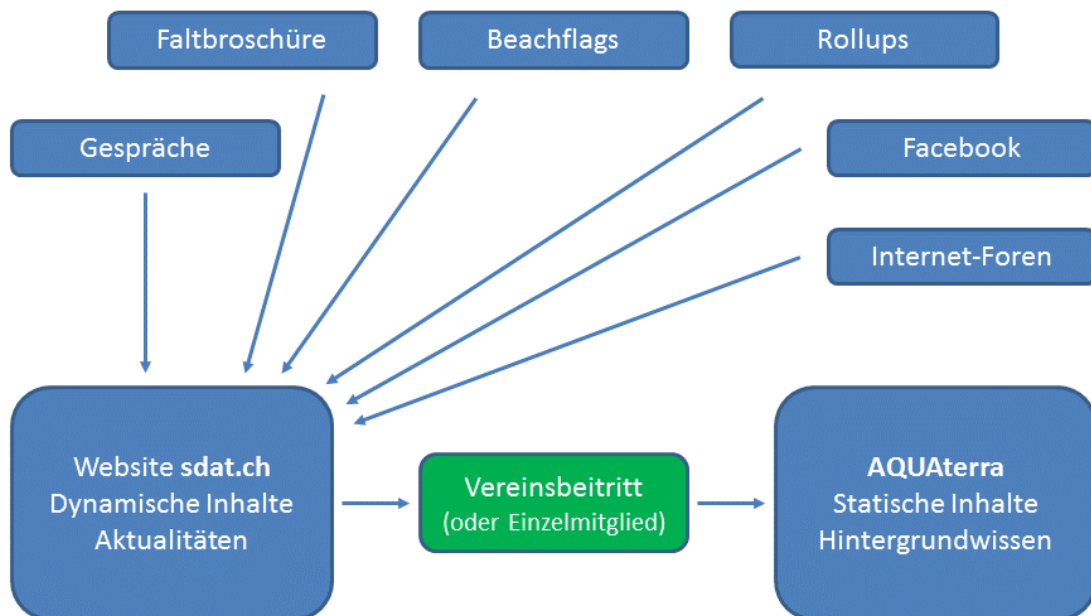 Faltbroschüre
Beachflags
Rollups
Gespräche
Facebook
Internet-Foren
Website sdat.ch
Dynamische Inhalte
Aktualitäten
Vereinsbeitritt
(oder Einzelmitglied)
AQUAterra
Statische Inhalte
Hintergrundwissen